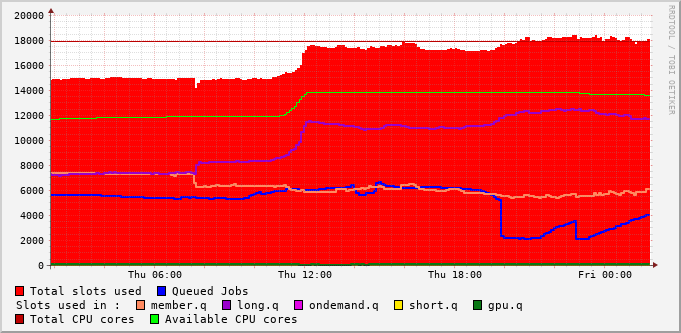 20000
18000
16000
14000
12000
10000
8000
6000
4000
2000
0
Thu 06:00 Thu 12:00 Thu 18:00 Fri 00:00
RRDTOOL / TOBI OETIKER
Total slots used Queued Jobs
Slots used in : member.q long.q ondemand.q short.q gpu.q
Total CPU cores Available CPU cores